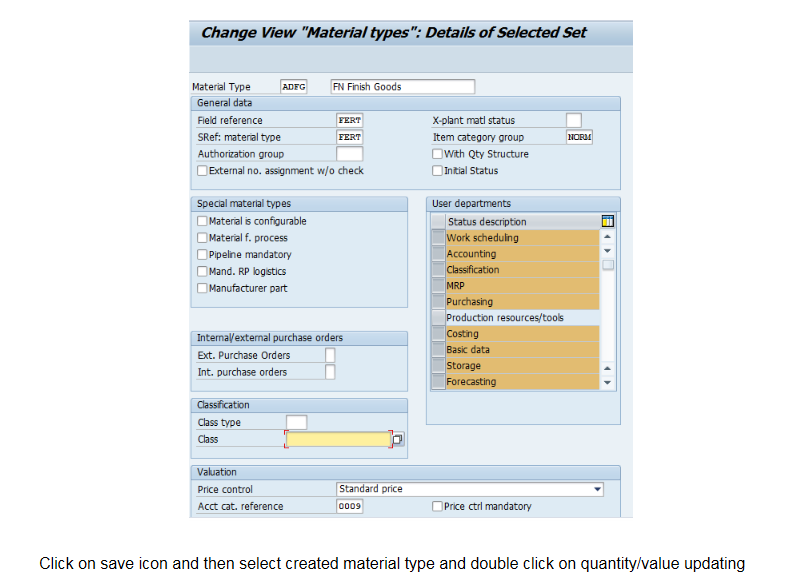 Change View "Material types": Details of Selected Set
Material Type ADFG FN Finish Goods
General data
Field reference FERT X-plant matl status
SRef: material type FERT Item category group NORM
Authorization group With Qty Structure
External no. assignment w/o check Initial Status
Special material types
Material is configurable
Material f. process
Pipeline mandatory
Mand. RP logistics
Manufacturer part
User departments
Status description
Work scheduling
Accounting
Classification
MRP
Purchasing
Production resources/tools
Costing
Basic data
Storage
Forecasting
Internal/external purchase orders
Ext. Purchase Orders
Int. purchase orders
Classification
Class type
Class
Valuation
Price control Standard price
Acct cat. reference 0009 Price ctrl mandatory
Click on save icon and then select created material type and double click on quantity/value updating